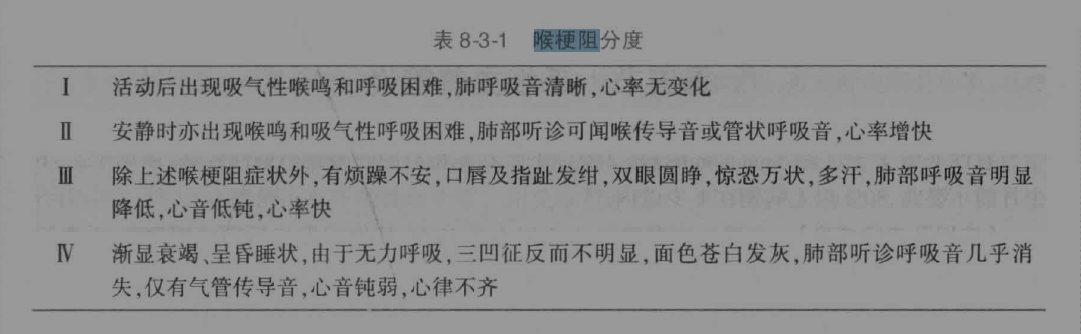 表 8-3-1 喉梗阻分度
Ⅰ 活动后出现吸气性喉鸣和呼吸困难,肺呼吸音清晰,心率无变化
Ⅱ 安静时亦出现喉鸣和吸气性呼吸困难,肺部听诊可闻喉传导音或管状呼吸音,心率增快
Ⅲ 除上述喉梗阻症状外,有烦躁不安,口唇及指趾发绀,双眼圆睁,惊恐万状,多汗,肺部呼吸音明显
降低,心音低钝,心率快
Ⅳ 渐显衰竭、呈昏睡状,由于无力呼吸,三凹征反而不明显,面色苍白发灰,肺部听诊呼吸音几乎消
失,仅有气管传导音,心音钝弱,心律不齐